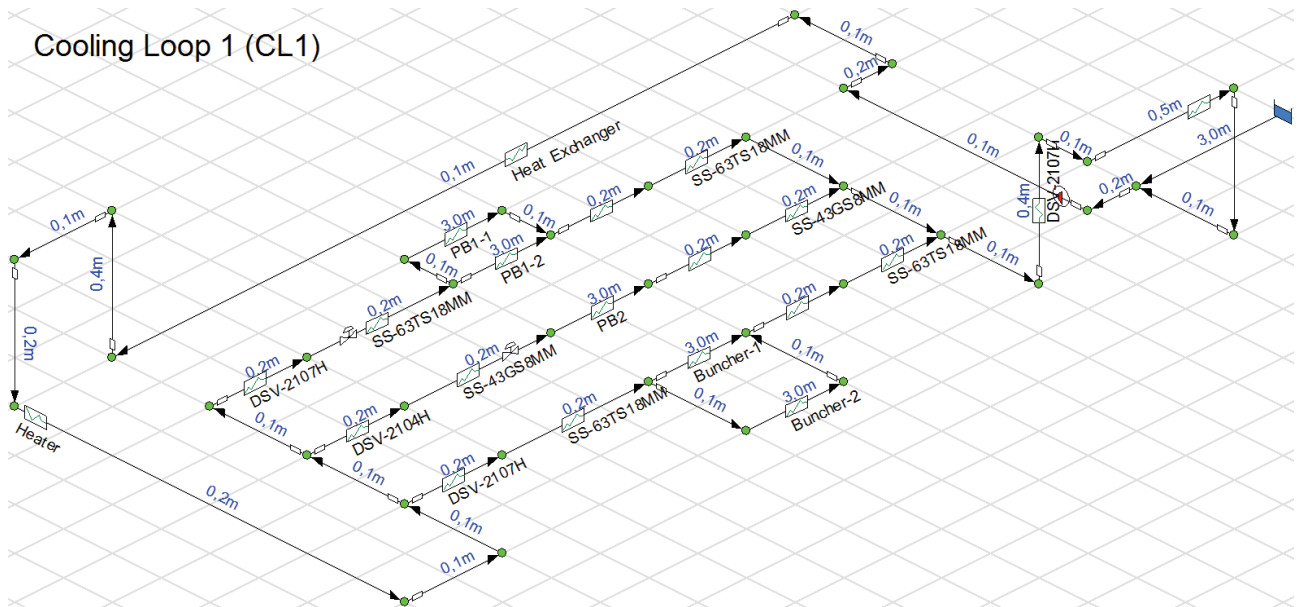 Cooling Loop 1 (CL1)
0,1m
0,2m
0,5m
3,0m
0,1m
Heat Exchanger
0,1m
0,1m
DSV-2107H
0,2m
0,4m
0,1m
0,2m
SS-63TS18MM
0,1m
0,2m
0,2m
SS-43GS8MM
0,1m
0,1m
0,4m
3,0m
PB1-1
0,1m
0,1m
3,0m
PB1-2
0,2m
0,2m
SS-63TS18MM
0,1m
0,2m
SS-63TS18MM
3,0m
PB2
0,2m
0,2m
0,2m
DSV-2107H
0,2m
SS-43GS8MM
3,0m
Buncher-1
0,1m
3,0m
Buncher-2
0,1m
0,2m
SS-63TS18MM
0,1m
0,2m
DSV-2104H
Heater
0,1m
0,2m
DSV-2107H
0,2m
0,1m
0,1m